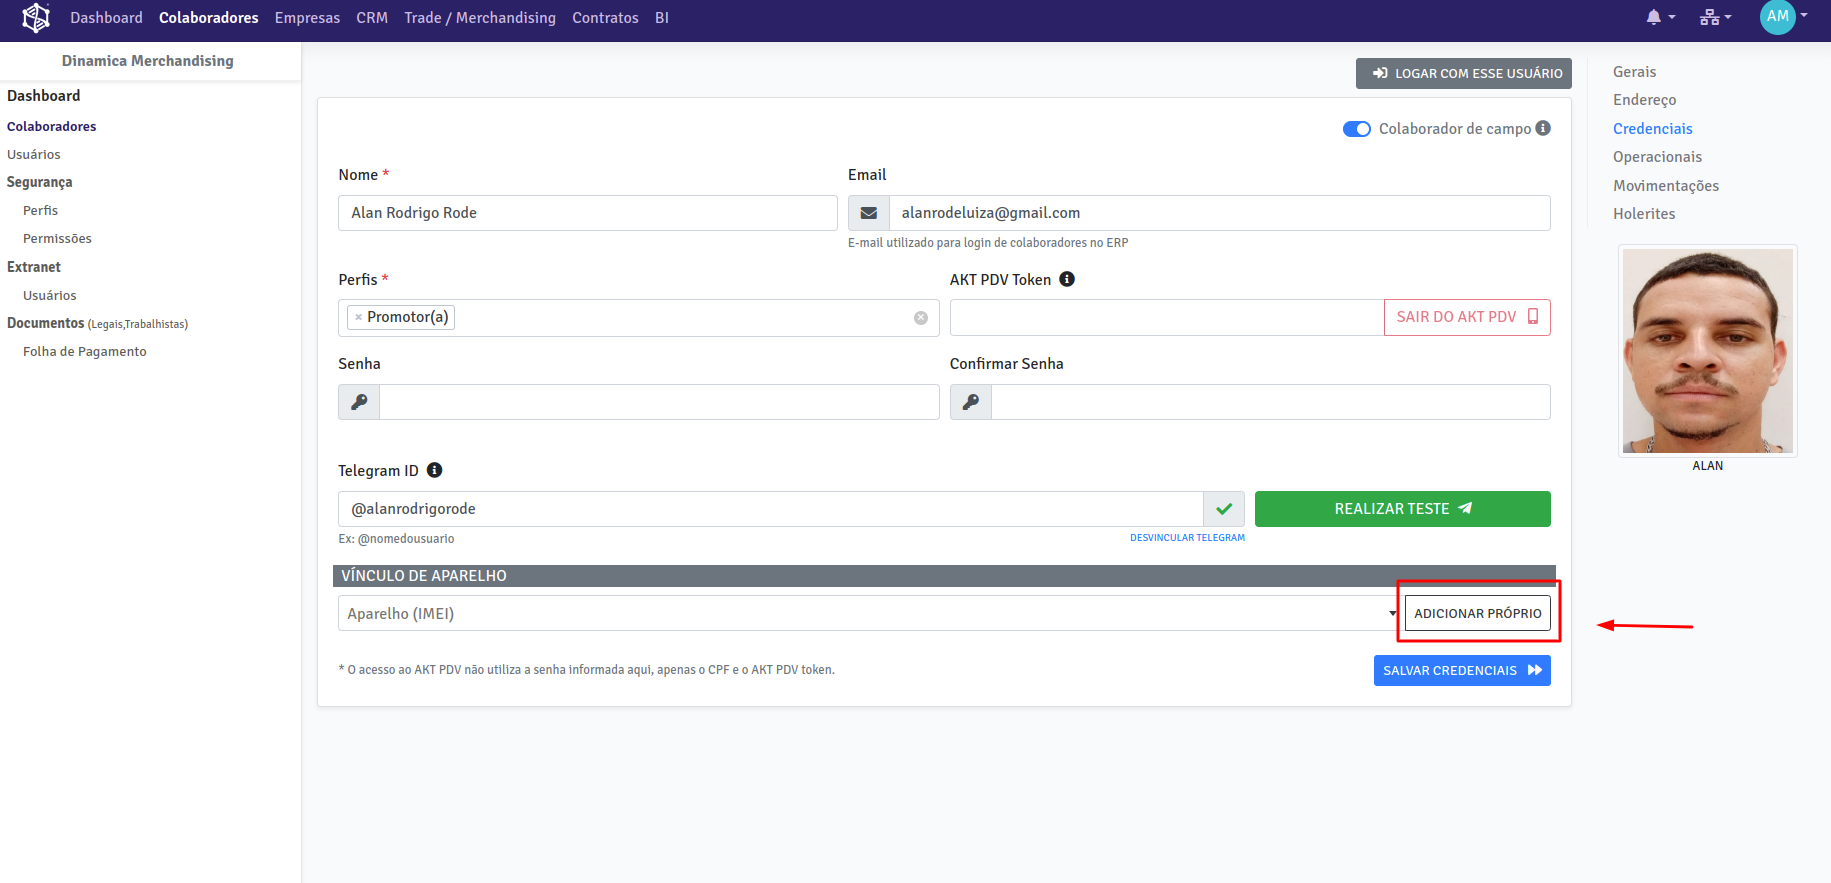 Dashboard Colaboradores Empresas CRM Trade / Merchandising Contratos BI AM
Dinamica Merchandising
Dashboard
Colaboradores
Usuários
Segurança
Perfis
Permissões
Extranet
Usuários
Documentos (Legais,Trabalhistas)
Folha de Pagamento
LOGAR COM ESSE USUÁRIO
Colaborador de campo
Nome *
Email
Alan Rodrigo Rode
alanrodeluiza@gmail.com
E-mail utilizado para login de colaboradores no ERP
Perfis *
AKT PDV Token
× Promotor(a)
SAIR DO AKT PDV
Senha
Confirmar Senha
Telegram ID
@alanrodrigorode
REALIZAR TESTE
Ex: @nomedousuario
DESVINCULAR TELEGRAM
VÍNCULO DE APARELHO
Aparelho (IMEI)
ADICIONAR PRÓPRIO
* O acesso ao AKT PDV não utiliza a senha informada aqui, apenas o CPF e o AKT PDV token.
SALVAR CREDENCIAIS
Gerais
Endereço
Credenciais
Operacionais
Movimentações
Holerites
ALAN